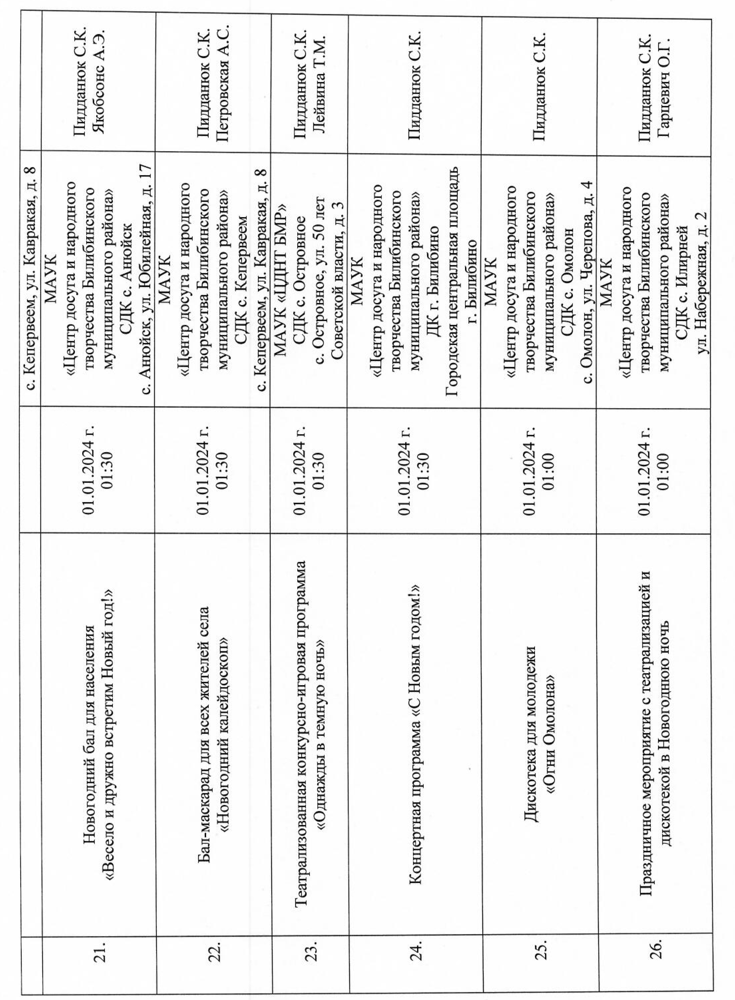 с. Кепервеем, ул. Кавракая, д. 8
21.
Новогодний бал для населения
«Весело и дружно встретим Новый год!»
01.01.2024 г.
01:30
МАУК
«Центр досуга и народного
творчества Билибинского
муниципального района»
СДК с. Анюйск
с. Анюйск, ул. Юбилейная, д. 17
Пидданюк С.К.
Якобсонс А.Э.
22.
Бал-маскарад для всех жителей села
«Новогодний калейдоскоп»
01.01.2024 г.
01:30
МАУК
«Центр досуга и народного
творчества Билибинского
муниципального района»
СДК с. Кепервеем
с. Кепервеем, ул. Кавракая, д. 8
Пидданюк С.К.
Петровская А.С.
23.
Театрализованная конкурсно-игровая программа
«Однажды в темную ночь»
01.01.2024 г.
01:30
МАУК «ЦДНТ БМР»
СДК с. Островное
с. Островное, ул. 50 лет
Советской власти, д. 3
Пидданюк С.К.
Лейвина Т.М.
24.
Концертная программа «С Новым годом!»
01.01.2024 г.
01:30
МАУК
«Центр досуга и народного
творчества Билибинского
муниципального района»
ДК г. Билибино
Городская центральная площадь
г. Билибино
Пидданюк С.К.
25.
Дискотека для молодежи
«Огни Омолона»
01.01.2024 г.
01:00
МАУК
«Центр досуга и народного
творчества Билибинского
муниципального района»
СДК с. Омолон
с. Омолон, ул. Черепова, д. 4
Пидданюк С.К.
26.
Праздничное мероприятие с театрализацией и
дискотекой в Новогоднюю ночь
01.01.2024 г.
01:00
МАУК
«Центр досуга и народного
творчества Билибинского
муниципального района»
СДК с. Илирней
ул. Набережная, д. 2
Пидданюк С.К.
Гарцевич О.Г.